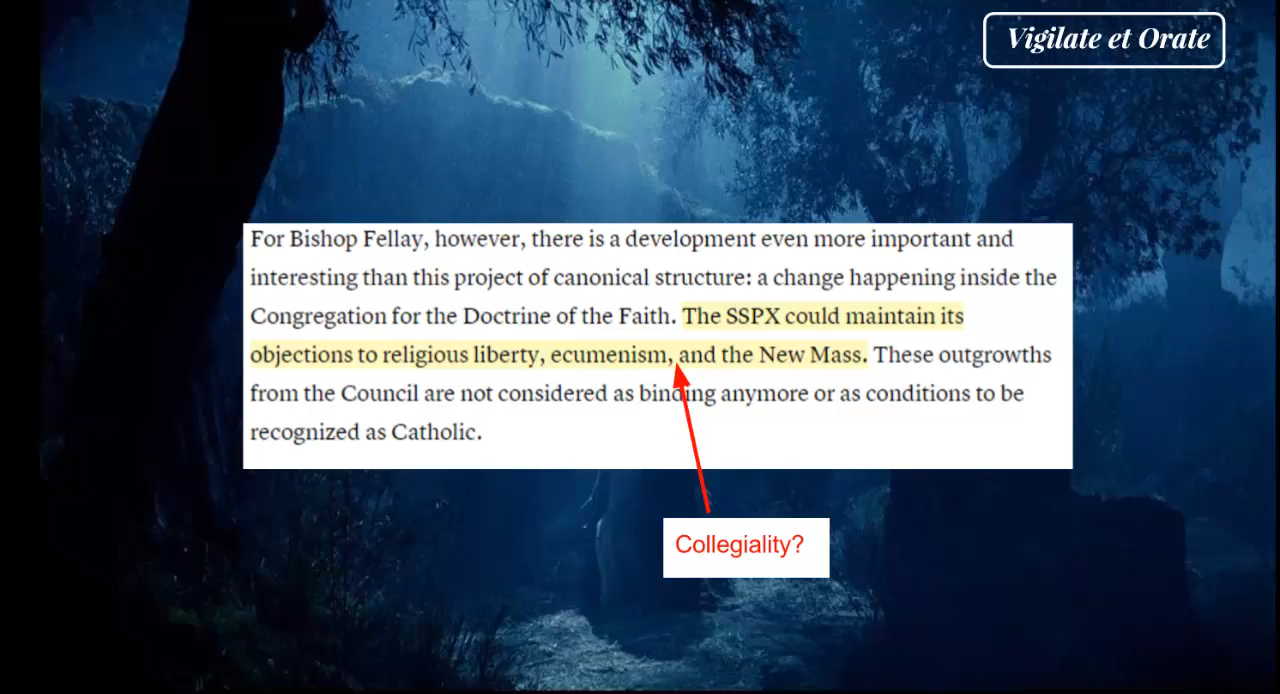 Vigilate et Orate
For Bishop Fellay, however, there is a development even more important and
interesting than this project of canonical structure: a change happening inside the
Congregation for the Doctrine of the Faith. The SSPX could maintain its
objections to religious liberty, ecumenism, and the New Mass. These outgrowths
from the Council are not considered as binding anymore or as conditions to be
recognized as Catholic.
Collegiality?